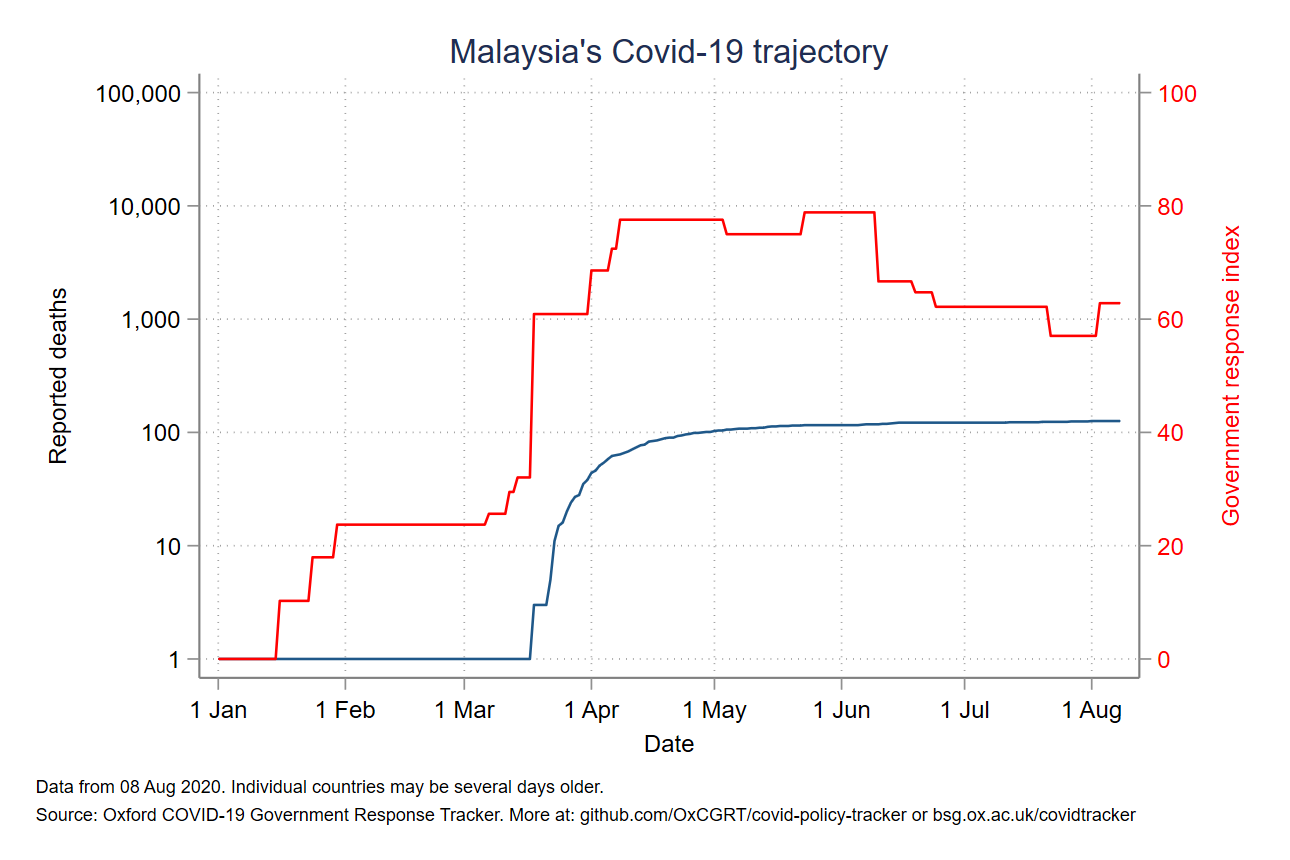 Malaysia's Covid-19 trajectory
100,000
10,000
1,000
100
10
1
Reported deaths
100
80
60
40
20
0
Government response index
1 Jan 1 Feb 1 Mar 1 Apr 1 May 1 Jun 1 Jul 1 Aug
Date
Data from 08 Aug 2020. Individual countries may be several days older.
Source: Oxford COVID-19 Government Response Tracker. More at: github.com/OxCGRT/covid-policy-tracker or bsg.ox.ac.uk/covidtracker